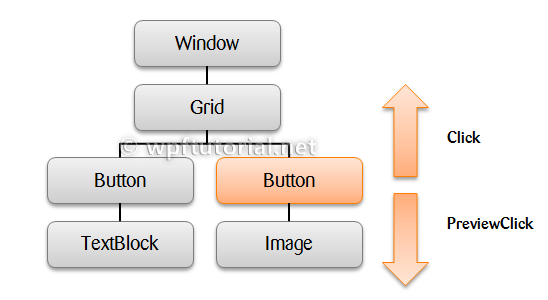 Window
Grid
© wpftutorial.net
Click
Button Button
PreviewClick
TextBlock Image